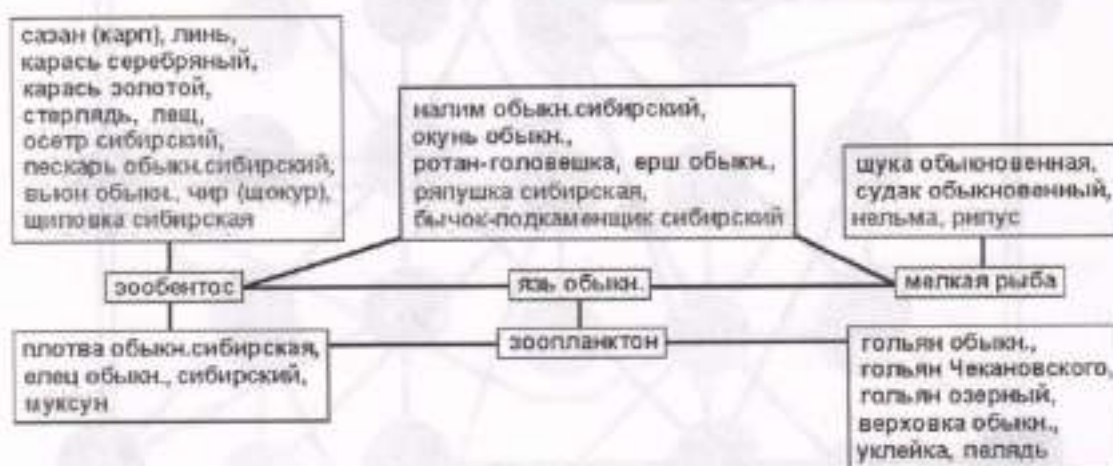 сазан (карп), линь,
карась серебряный,
карась золотой,
стерлядь, лещ,
осетр сибирский,
пескарь обыкн.сибирский,
вьюн обыкн., чир (щокур),
щиповка сибирская
налим обыкн.сибирский,
окунь обыкн.,
ротан-головешка, ерш обыкн.,
ряпушка сибирская,
бычок-подкаменщик сибирский
щука обыкновенная,
судак обыкновенный,
нельма, рипус
зообентос
язь обыкн.
мелкая рыба
плотва обыкн.сибирская,
елец обыкн., сибирский,
муксун
зоопланктон
гольян обыкн.,
гольян Чекановского,
гольян озерный,
верховка обыкн.,
уклейка, пелядь